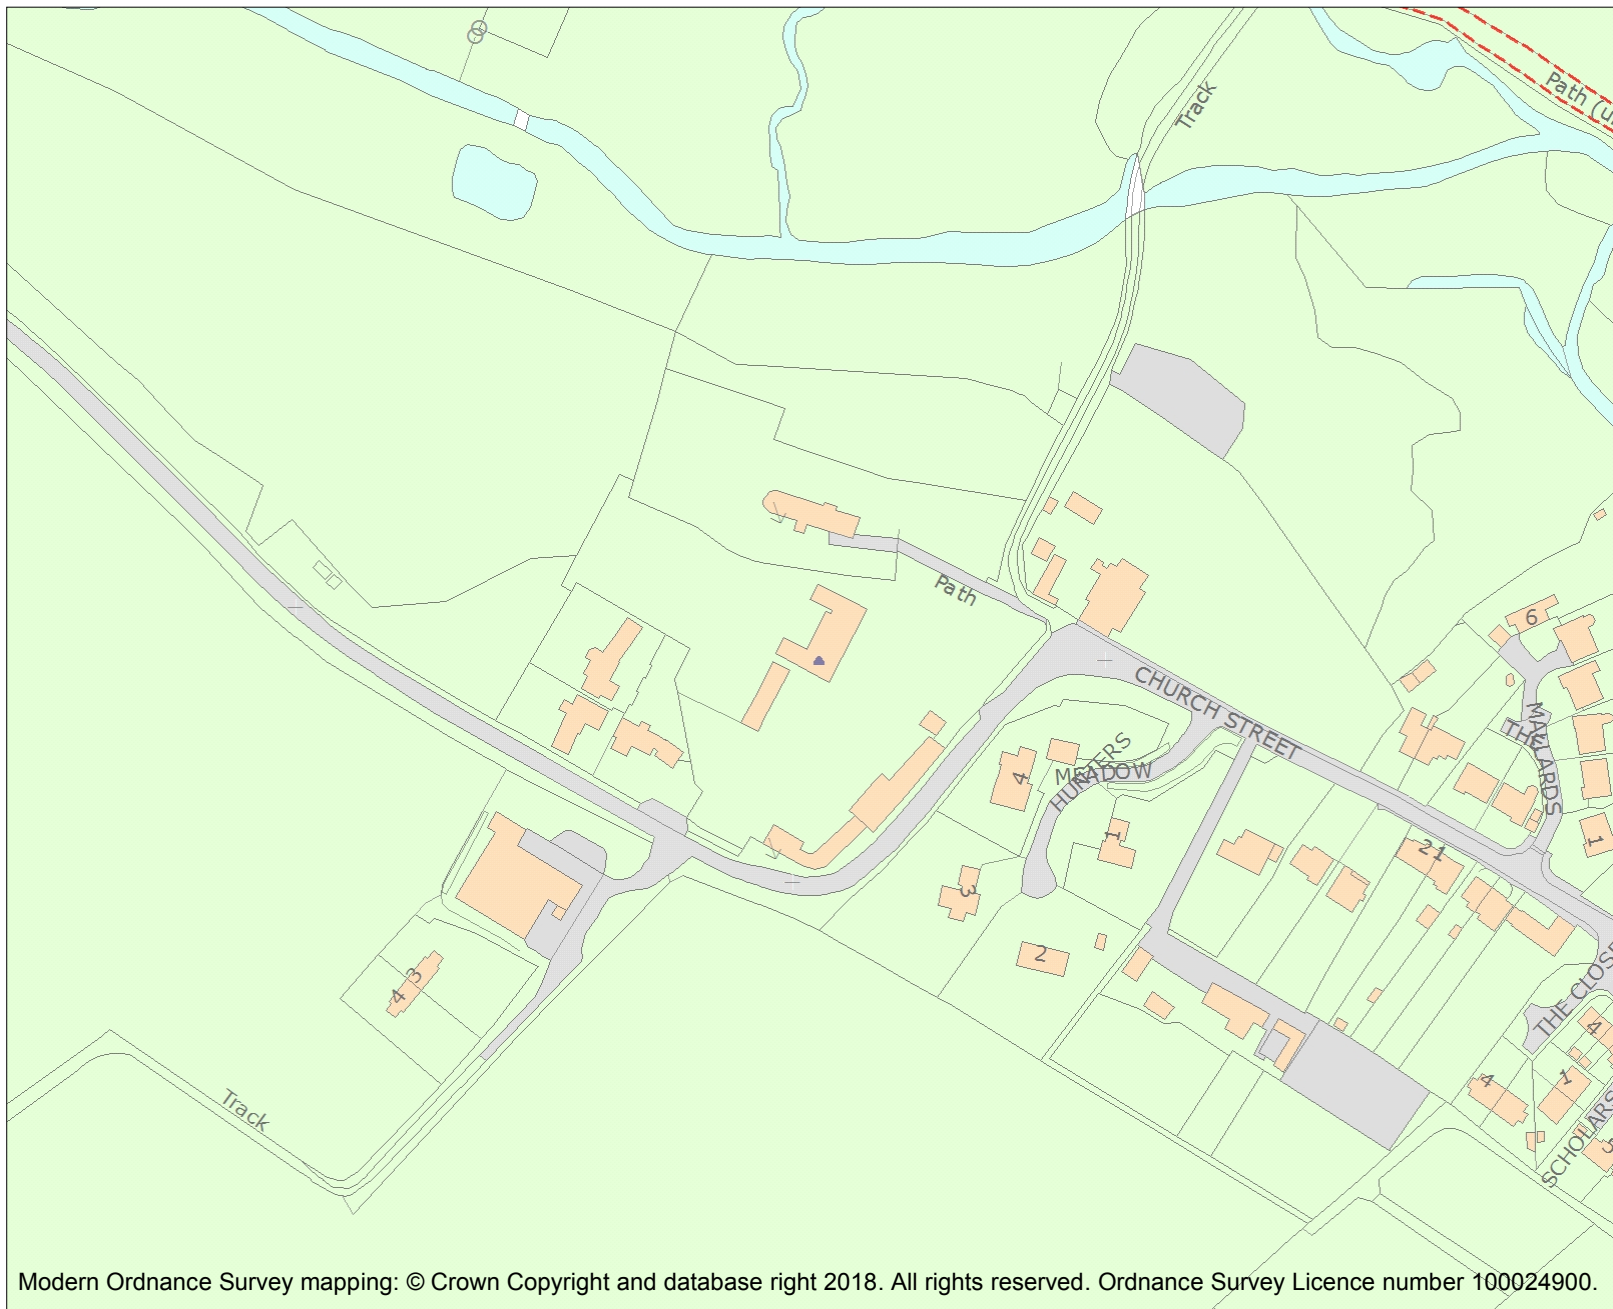 Track
Path
Path
CHURCH STREET
6
THE
MALLARDS
1
HUNTERS
MEADOW
4
1
3
2
21
3
4
THE CLOSE
4
4
1
SCHOLARS
5
Track
Modern Ordnance Survey mapping: © Crown Copyright and database right 2018. All rights reserved. Ordnance Survey Licence number 100024900.